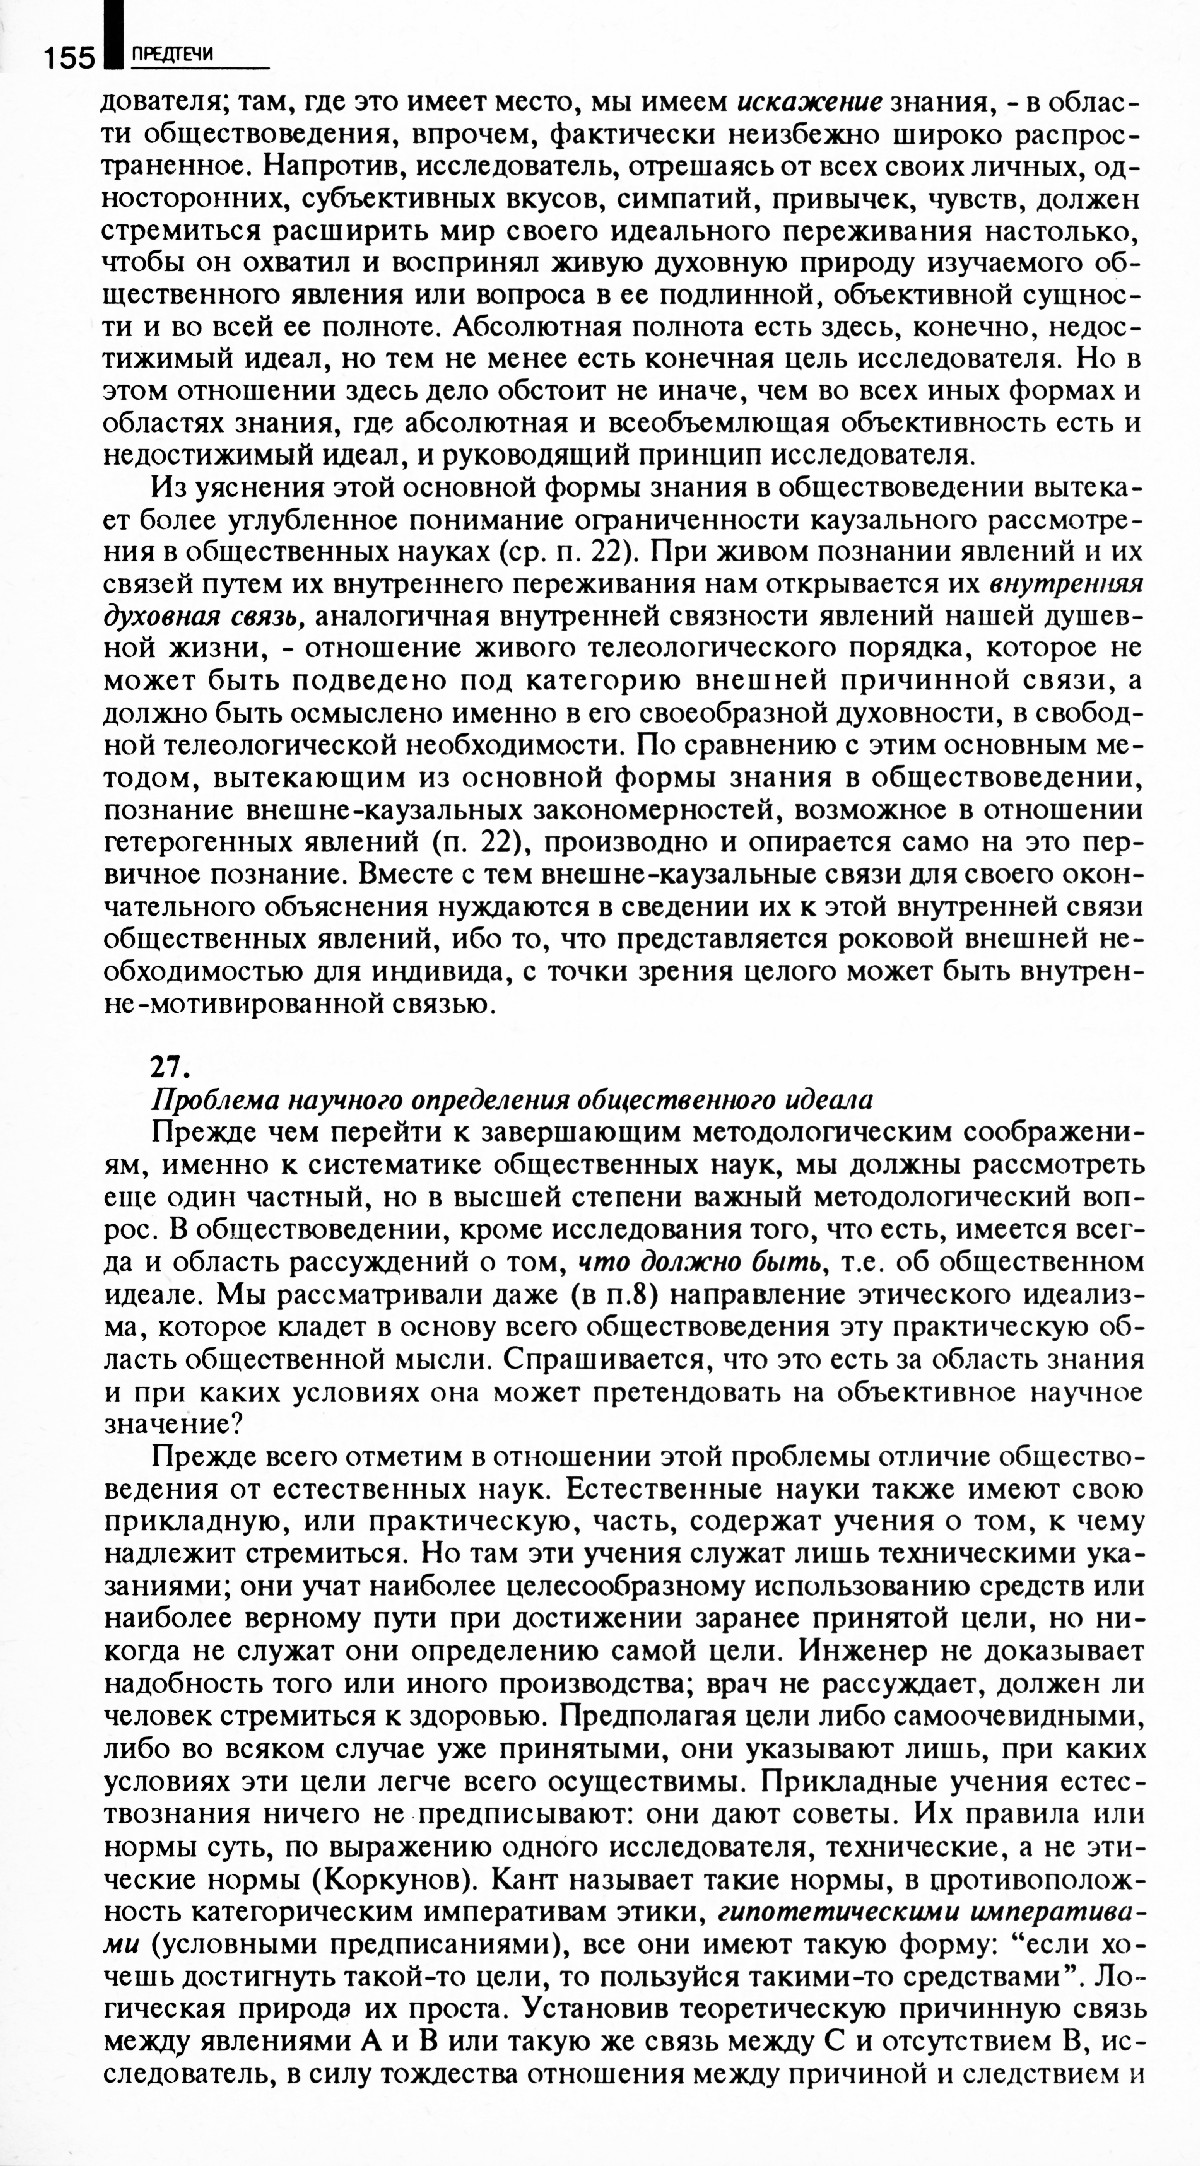 155 ПРЕДТЕЧИ
дователя; там, где это имеет место, мы имеем искажение знания, - в облас-
ти обществоведения, впрочем, фактически неизбежно широко распрос-
траненное. Напротив, исследователь, отрешаясь от всех своих личных, од-
носторонних, субъективных вкусов, симпатий, привычек, чувств, должен
стремиться расширить мир своего идеального переживания настолько,
чтобы он охватил и воспринял живую духовную природу изучаемого об-
щественного явления или вопроса в ее подлинной, объективной сущнос-
ти и во всей ее полноте. Абсолютная полнота есть здесь, конечно, недос-
тижимый идеал, но тем не менее есть конечная цель исследователя. Но в
этом отношении здесь дело обстоит не иначе, чем во всех иных формах и
областях знания, где абсолютная и всеобъемлющая объективность есть и
недостижимый идеал, и руководящий принцип исследователя.
Из уяснения этой основной формы знания в обществоведении вытека-
ет более углубленное понимание ограниченности каузального рассмотре-
ния в общественных науках (ср. п. 22). При живом познании явлений и их
связей путем их внутреннего переживания нам открывается их внутренняя
духовная связь, аналогичная внутренней связности явлений нашей душев-
ной жизни, - отношение живого телеологического порядка, которое не
может быть подведено под категорию внешней причинной связи, а
должно быть осмыслено именно в его своеобразной духовности, в свобод-
ной телеологической необходимости. По сравнению с этим основным ме-
тодом, вытекающим из основной формы знания в обществоведении,
познание внешне-каузальных закономерностей, возможное в отношении
гетерогенных явлений (п. 22), производно и опирается само на это пер-
вичное познание. Вместе с тем внешне-каузальные связи для своего окон-
чательного объяснения нуждаются в сведении их к этой внутренней связи
общественных явлений, ибо то, что представляется роковой внешней не-
обходимостью для индивида, с точки зрения целого может быть внутрен-
не-мотивированной связью.
27.
Проблема научного определения общественного идеала
Прежде чем перейти к завершающим методологическим соображени-
ям, именно к систематике общественных наук, мы должны рассмотреть
еще один частный, но в высшей степени важный методологический воп-
рос. В обществоведении, кроме исследования того, что есть, имеется всег-
да и область рассуждений о том, что должно быть, т.е. об общественном
идеале. Мы рассматривали даже (в п.8) направление этического идеализ-
ма, которое кладет в основу всего обществоведения эту практическую об-
ласть общественной мысли. Спрашивается, что это есть за область знания
и при каких условиях она может претендовать на объективное научное
значение?
Прежде всего отметим в отношении этой проблемы отличие общество-
ведения от естественных наук. Естественные науки также имеют свою
прикладную, или практическую, часть, содержат учения о том, к чему
надлежит стремиться. Но там эти учения служат лишь техническими ука-
заниями; они учат наиболее целесообразному использованию средств или
наиболее верному пути при достижении заранее принятой цели, но ни-
когда не служат они определению самой цели. Инженер не доказывает
надобность того или иного производства; врач не рассуждает, должен ли
человек стремиться к здоровью. Предполагая цели либо самоочевидными,
либо во всяком случае уже принятыми, они указывают лишь, при каких
условиях эти цели легче всего осуществимы. Прикладные учения естес-
твознания ничего не предписывают: они дают советы. Их правила или
нормы суть, по выражению одного исследователя, технические, а не эти-
ческие нормы (Коркунов). Кант называет такие нормы, в противополож-
ность категорическим императивам этики, гипотетическими императива-
ми (условными предписаниями), все они имеют такую форму: “если хо-
чешь достигнуть такой-то цели, то пользуйся такими-то средствами”. Ло-
гическая природа их проста. Установив теоретическую причинную связь
между явлениями А и В или такую же связь между С и отсутствием В, ис-
следователь, в силу тождества отношения между причиной и следствием и